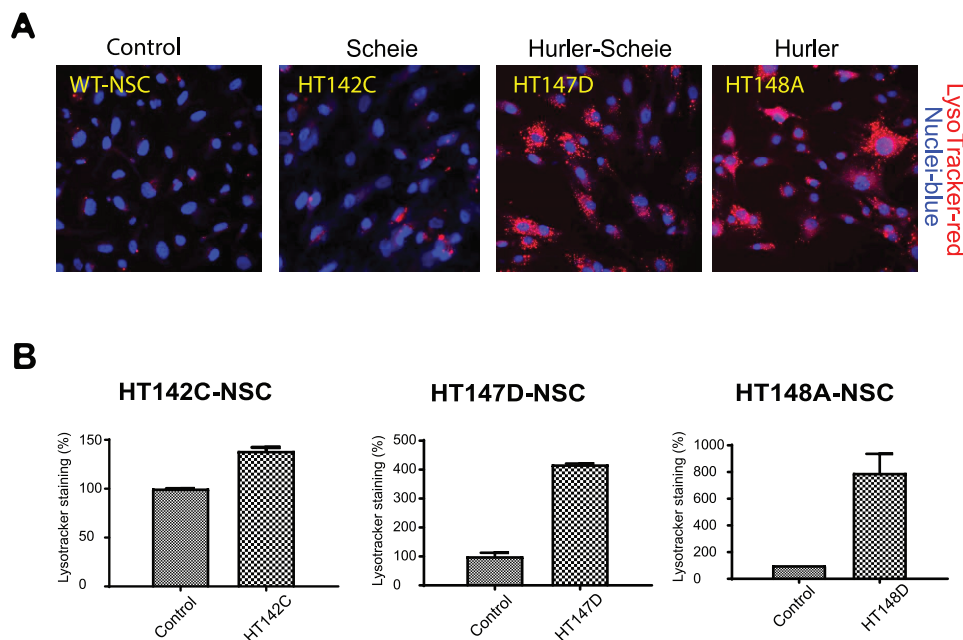 A
Control
Scheie
Hurler-Scheie
Hurler
WT-NSC
HT142C
HT147D
HT148A
LysoTracker-red
Nuclei-blue
B
HT142C-NSC
Lysotracker staining (%)
150
100
50
0
Control
HT142C
HT147D-NSC
Lysotracker staining (%)
500
400
300
200
100
0
Control
HT147D
HT148A-NSC
Lysotracker staining (%)
1000
800
600
400
200
0
Control
HT148D